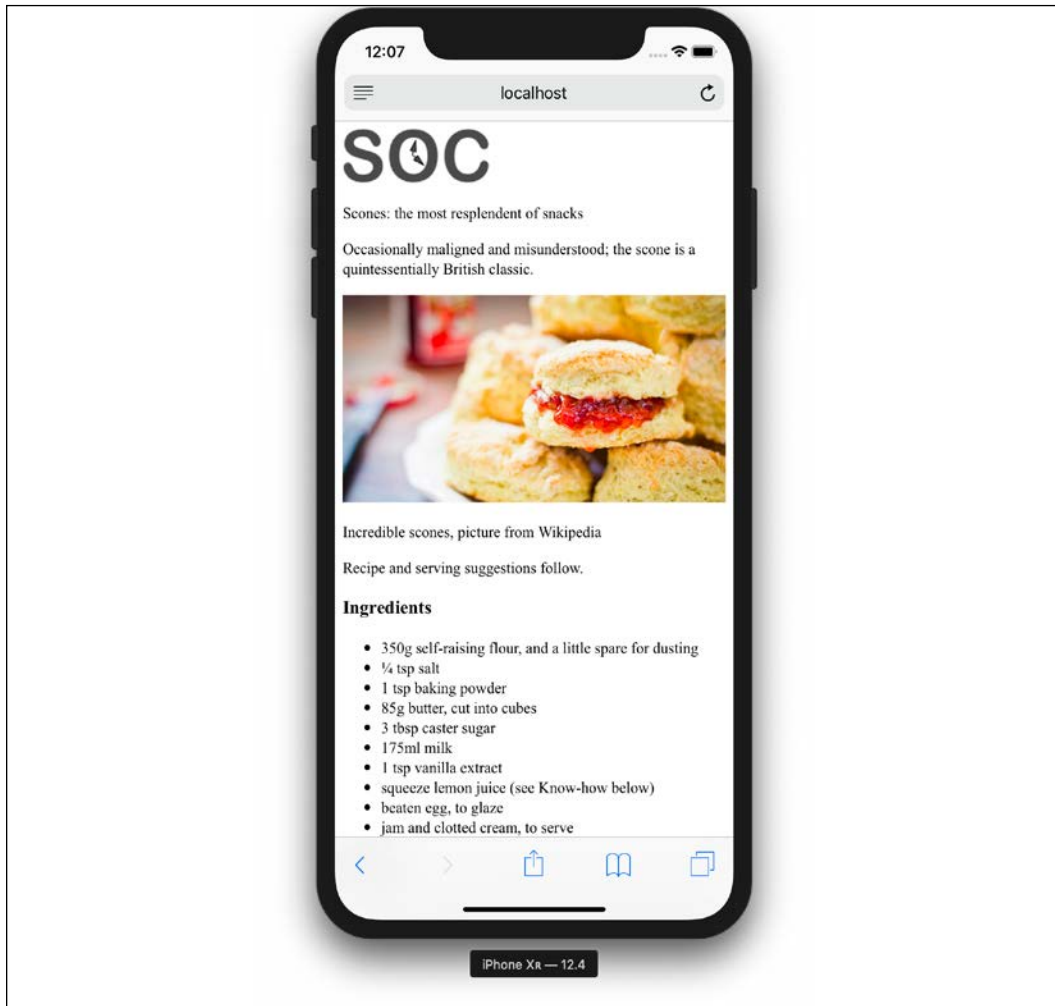 12:07
localhost
SOC
Scones: the most resplendent of snacks
Occasionally maligned and misunderstood; the scone is a
quintessentially British classic.
Incredible scones, picture from Wikipedia
Recipe and serving suggestions follow.
Ingredients
• 350g self-raising flour, and a little spare for dusting
• ¼ tsp salt
• 1 tsp baking powder
• 85g butter, cut into cubes
• 3 tbsp caster sugar
• 175ml milk
• 1 tsp vanilla extract
• squeeze lemon juice (see Know-how below)
• beaten egg, to glaze
• jam and clotted cream, to serve
iPhone Xʀ — 12.4